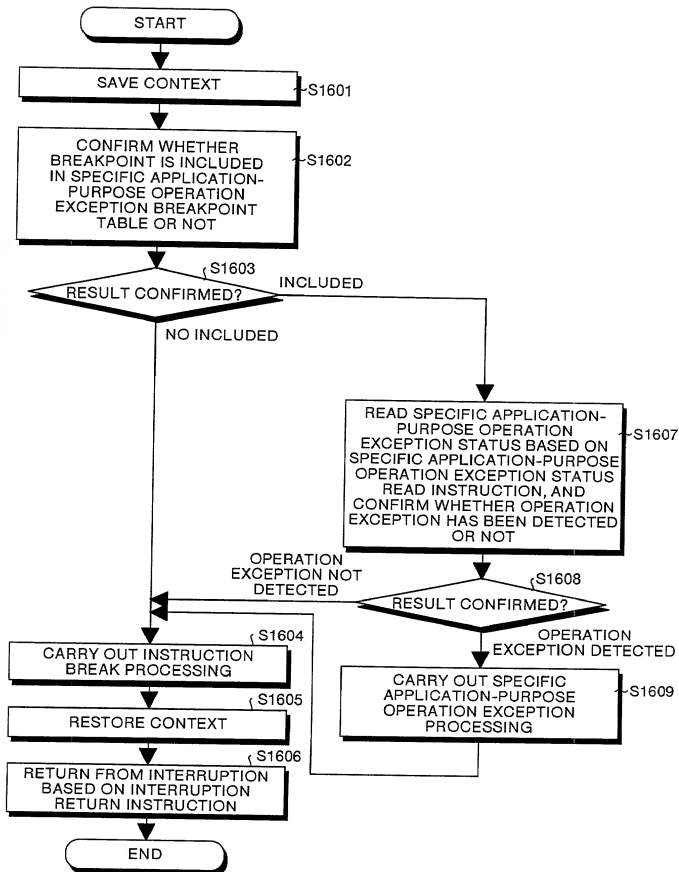 START
SAVE CONTEXT
S1601
CONFIRM WHETHER
BREAKPOINT IS INCLUDED
IN SPECIFIC APPLICATION-
PURPOSE OPERATION
EXCEPTION BREAKPOINT
TABLE OR NOT
S1602
S1603
RESULT CONFIRMED?
INCLUDED
NO INCLUDED
READ SPECIFIC APPLICATION-
PURPOSE OPERATION
EXCEPTION STATUS BASED ON
SPECIFIC APPLICATION-PURPOSE
OPERATION EXCEPTION STATUS
READ INSTRUCTION, AND
CONFIRM WHETHER OPERATION
EXCEPTION HAS BEEN DETECTED
OR NOT
S1607
OPERATION
EXCEPTION NOT
DETECTED
S1608
RESULT CONFIRMED?
OPERATION
EXCEPTION DETECTED
S1604
CARRY OUT INSTRUCTION
BREAK PROCESSING
CARRY OUT SPECIFIC
APPLICATION-PURPOSE
OPERATION EXCEPTION
PROCESSING
S1609
S1605
RESTORE CONTEXT
S1606
RETURN FROM INTERRUPTION
BASED ON INTERRUPTION
RETURN INSTRUCTION
END